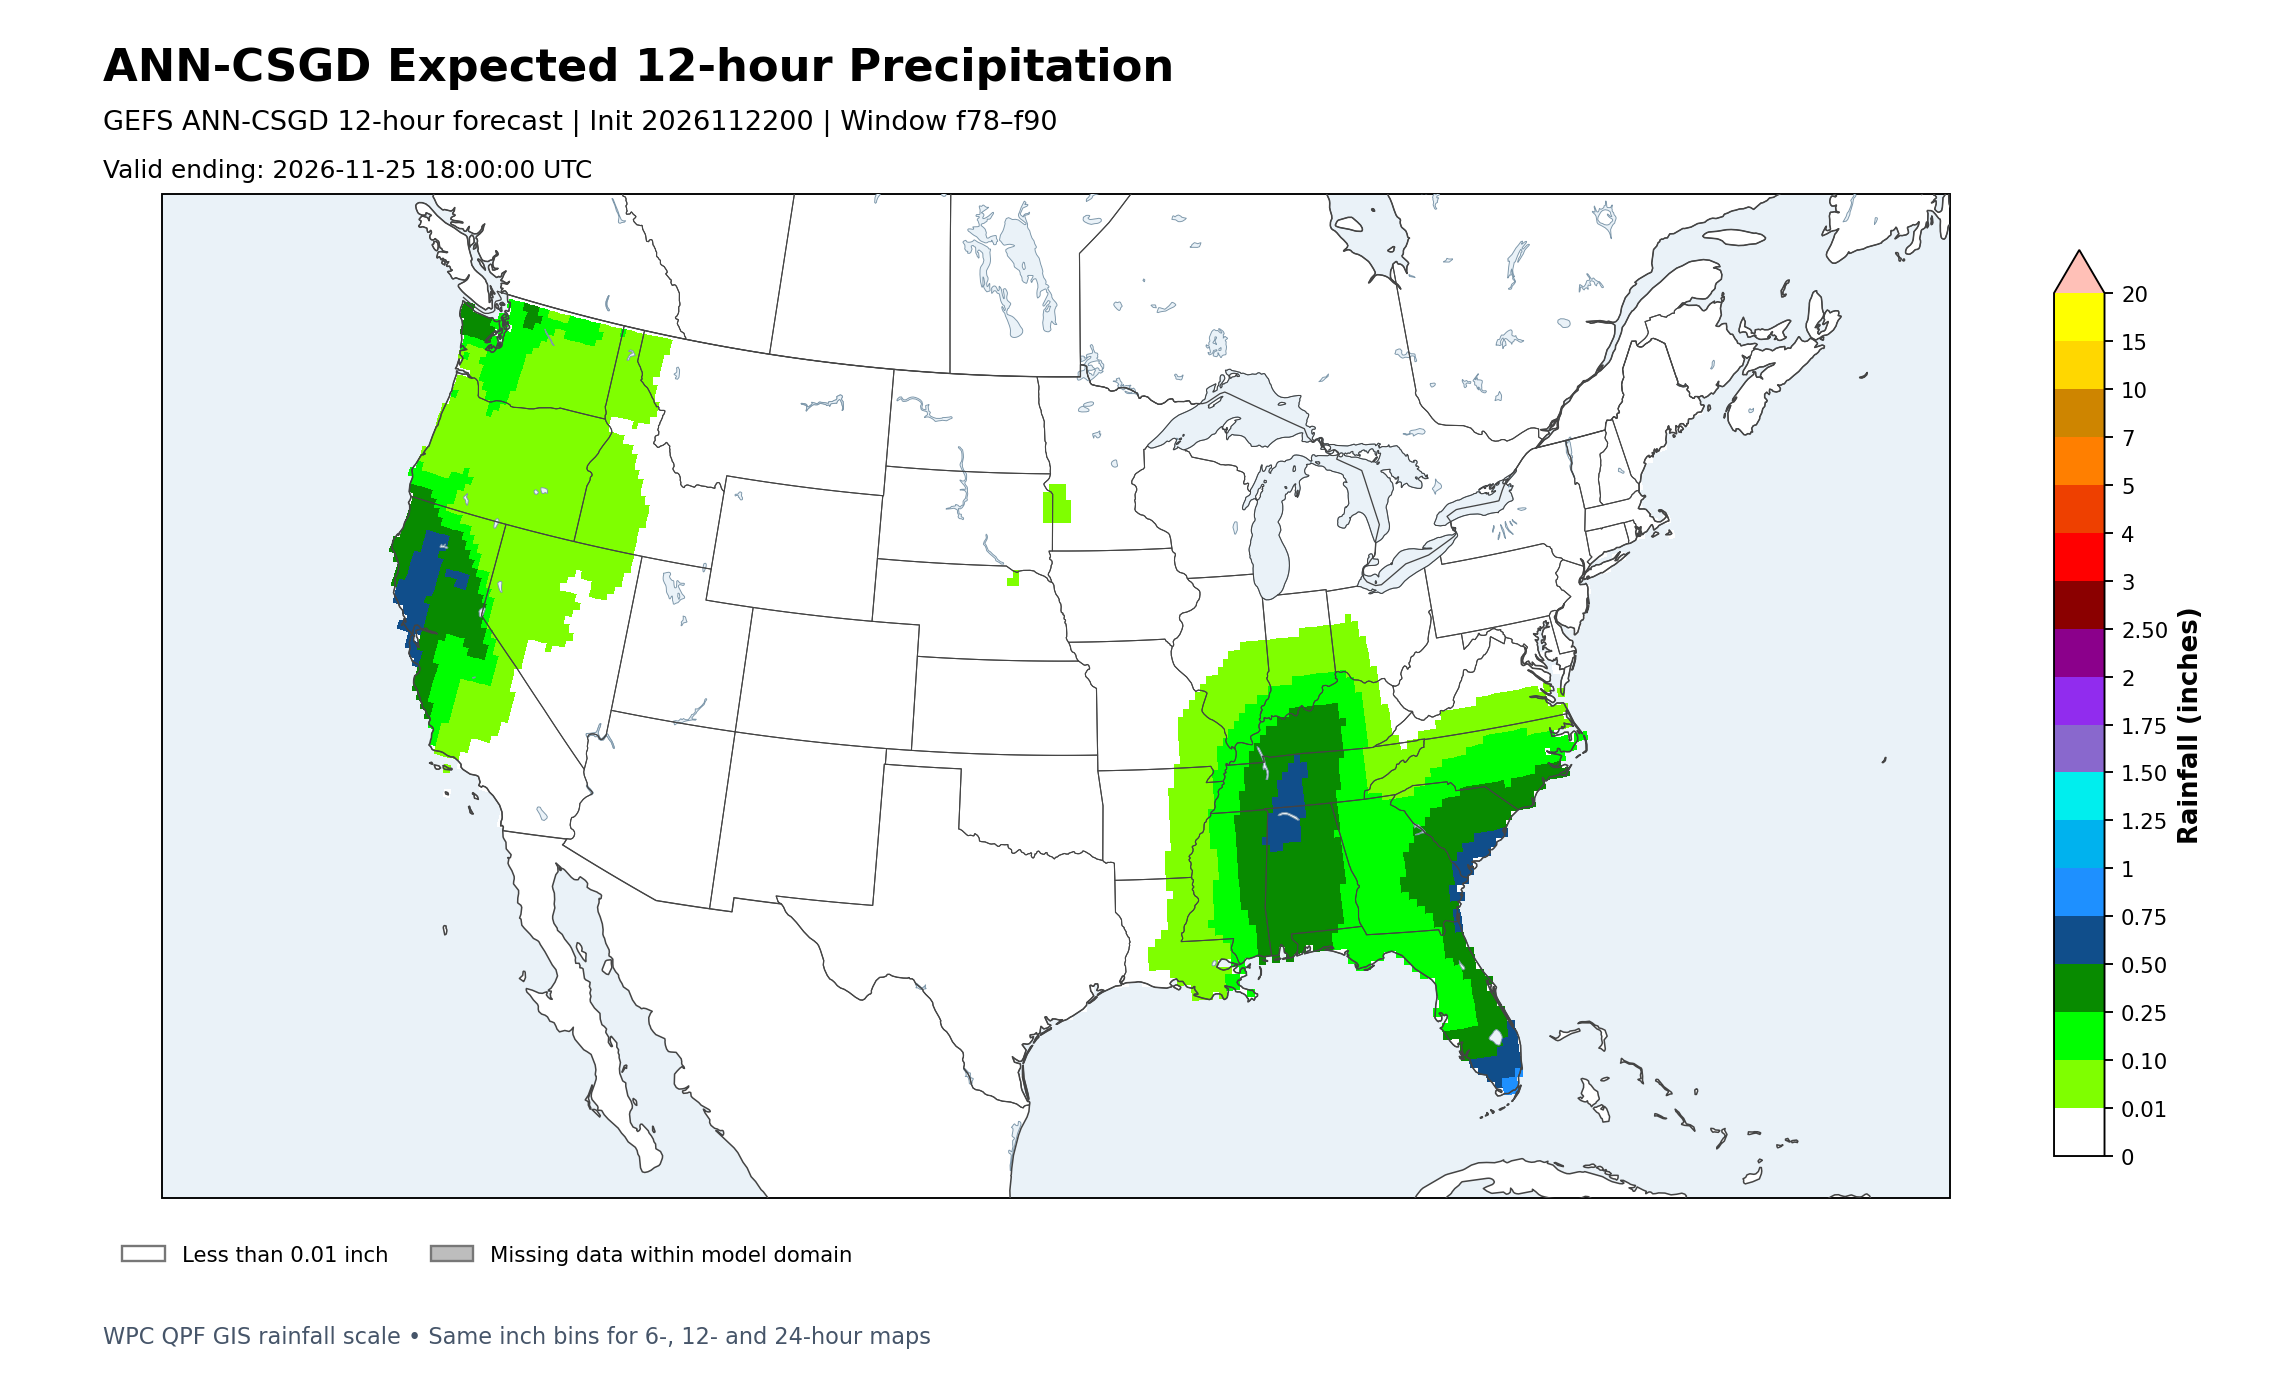 ANN-CSGD Expected 12-hour Precipitation
GEFS ANN-CSGD 12-hour forecast | Init 2026112200 | Window f78–f90
Valid ending: 2026-11-25 18:00:00 UTC
20
15
10
7
5
4
3
2.50
2
1.75
1.50
1.25
1
0.75
0.50
0.25
0.10
0.01
0
Rainfall (inches)
Less than 0.01 inch
Missing data within model domain
WPC QPF GIS rainfall scale • Same inch bins for 6-, 12- and 24-hour maps